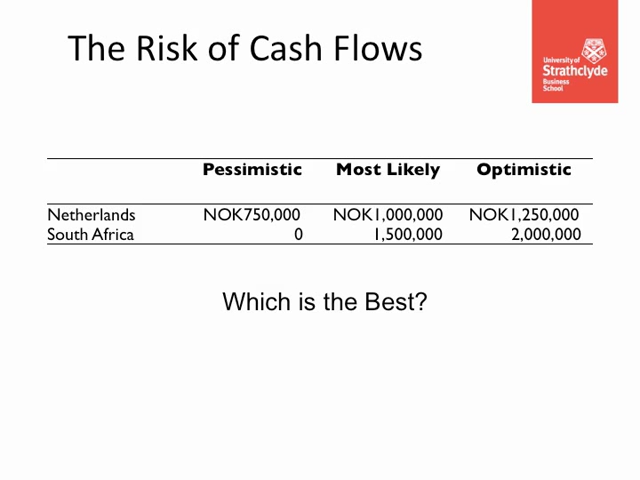 The Risk of Cash Flows
University of
Strathclyde
Business
School
Pessimistic Most Likely Optimistic
Netherlands NOK750,000 NOK1,000,000 NOK1,250,000
South Africa 0 1,500,000 2,000,000
Which is the Best?